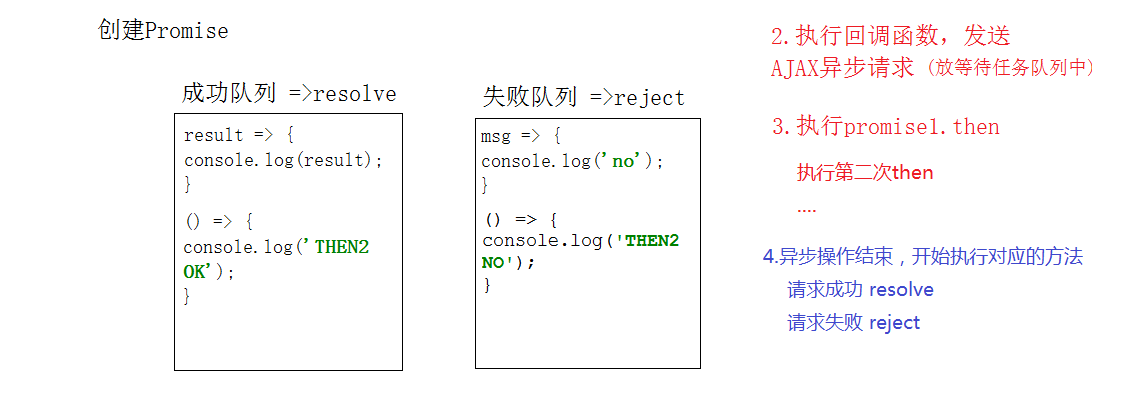 创建Promise
成功队列 =>resolve
result => {
console.log(result);
}
() => {
console.log('THEN2
OK');
}
失败队列 =>reject
msg => {
console.log('no');
}
() => {
console.log('THEN2
NO');
}
2.执行回调函数，发送
AJAX异步请求 (放等待任务队列中)
3.执行promise1.then
执行第二次then
....
4.异步操作结束，开始执行对应的方法
请求成功 resolve
请求失败 reject